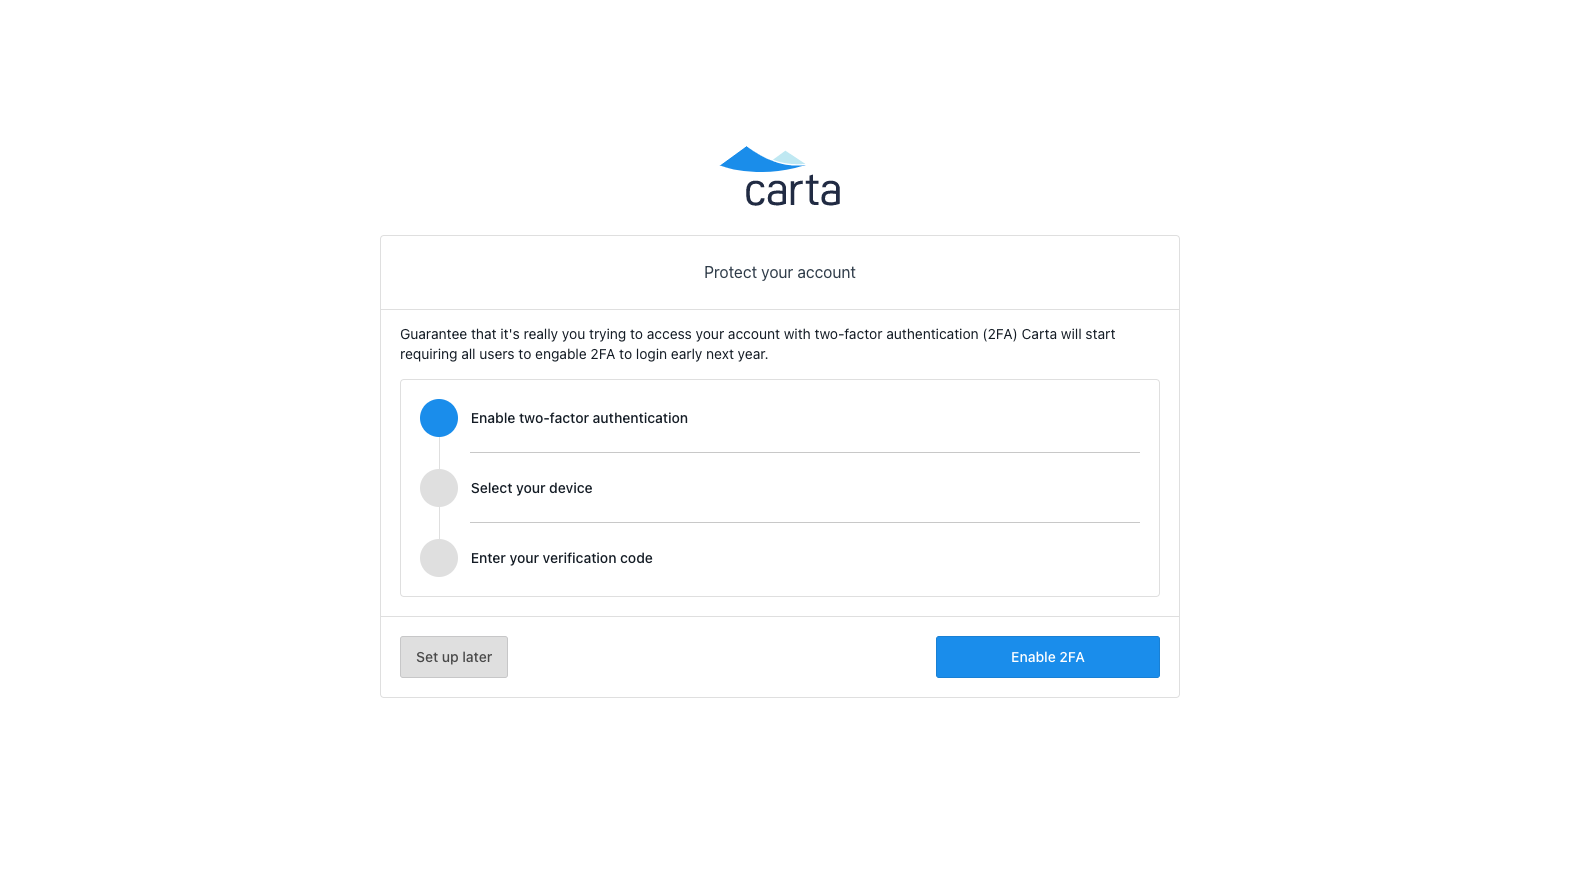 carta
Protect your account
Guarantee that it's really you trying to access your account with two-factor authentication (2FA) Carta will start
requiring all users to engable 2FA to login early next year.
Enable two-factor authentication
Select your device
Enter your verification code
Set up later
Enable 2FA